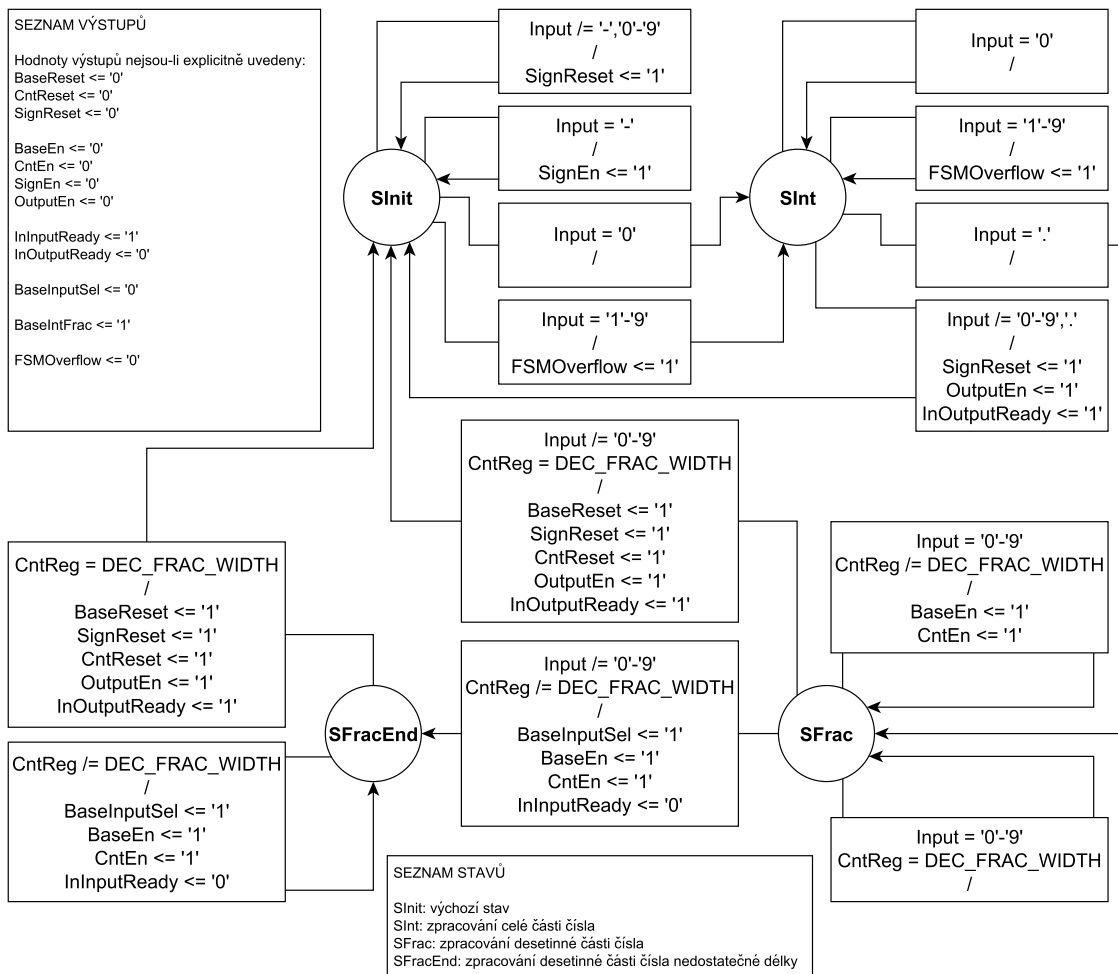 SEZNAM VÝSTUPŮ
Hodnoty výstupů nejsou-li explicitně uvedeny:
BaseReset <= '0'
CntReset <= '0'
SignReset <= '0'
BaseEn <= '0'
CntEn <= '0'
SignEn <= '0'
OutputEn <= '0'
InInputReady <= '1'
InOutputReady <= '0'
BaseInputSel <= '0'
BaseIntFrac <= '1'
FSMOverflow <= '0'
SInit
Input /= '-','0'-'9'
/
SignReset <= '1'
Input = '-'
/
SignEn <= '1'
Input = '0'
/
Input = '1'-'9'
/
FSMOverflow <= '1'
SInt
Input = '0'
/
Input = '1'-'9'
/
FSMOverflow <= '1'
Input = '.'
/
Input /= '0'-'9','.'
/
SignReset <= '1'
OutputEn <= '1'
InOutputReady <= '1'
Input /= '0'-'9'
CntReg = DEC_FRAC_WIDTH
/
BaseReset <= '1'
SignReset <= '1'
CntReset <= '1'
OutputEn <= '1'
InOutputReady <= '1'
Input = '0'-'9'
CntReg /= DEC_FRAC_WIDTH
/
BaseEn <= '1'
CntEn <= '1'
CntReg = DEC_FRAC_WIDTH
/
BaseReset <= '1'
SignReset <= '1'
CntReset <= '1'
OutputEn <= '1'
InOutputReady <= '1'
SFracEnd
Input /= '0'-'9'
CntReg /= DEC_FRAC_WIDTH
/
BaseInputSel <= '1'
BaseEn <= '1'
CntEn <= '1'
InInputReady <= '0'
SFrac
CntReg /= DEC_FRAC_WIDTH
/
BaseInputSel <= '1'
BaseEn <= '1'
CntEn <= '1'
InInputReady <= '0'
Input = '0'-'9'
CntReg = DEC_FRAC_WIDTH
/
SEZNAM STAVŮ
SInit: výchozí stav
SInt: zpracování celé části čísla
SFrac: zpracování desetinné části čísla
SFracEnd: zpracování desetinné části čísla nedostatečné délky